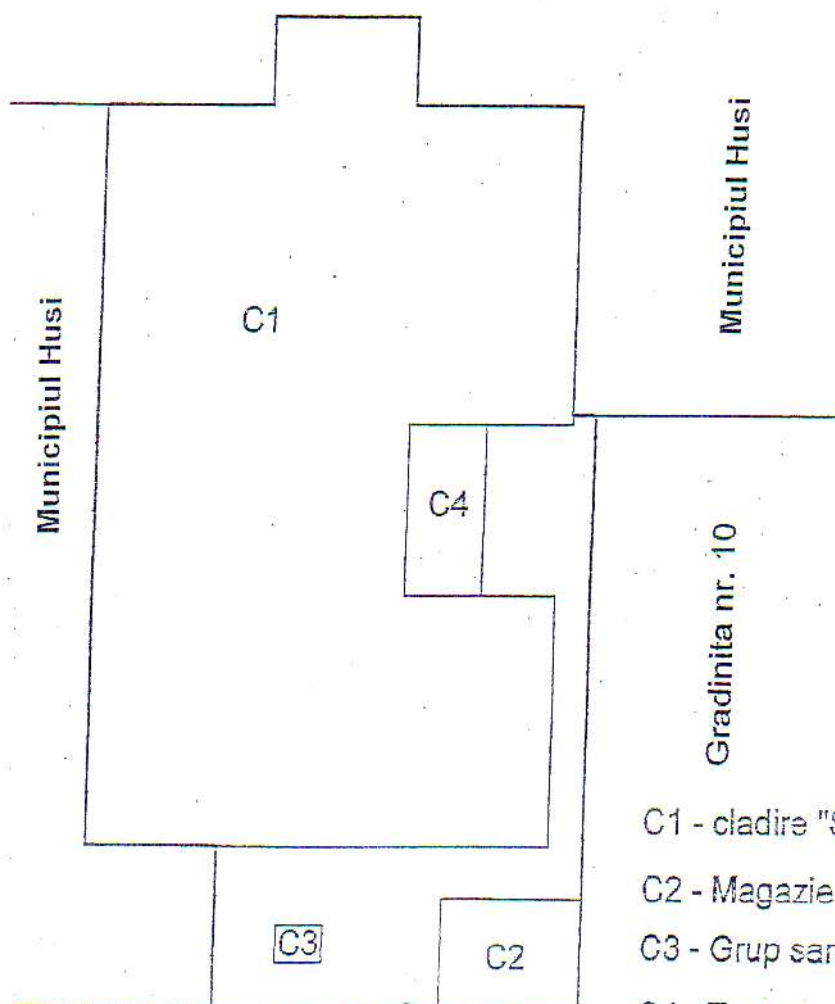 Municipiul Husi
C1
Municipiul Husi
C4
Gradinita nr. 10
C1 - cladire
C2 - Magazie
C3 - Grup
C3
C2